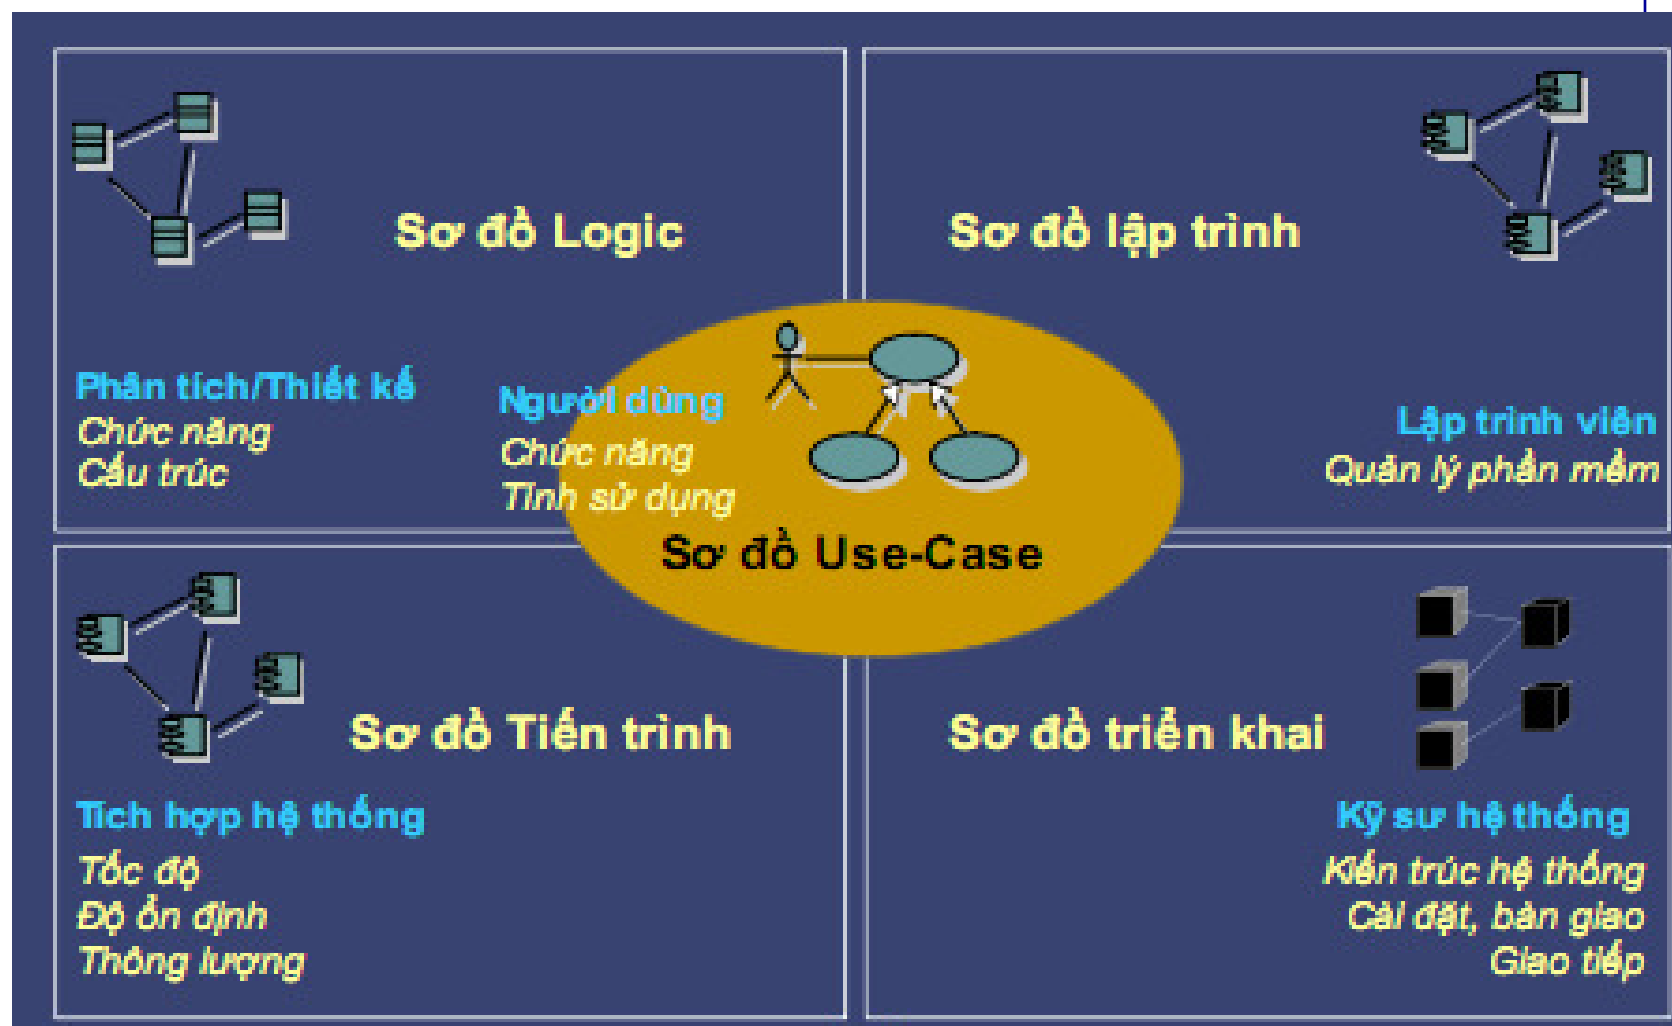 Sơ đồ Logic
Phân tích/Thiết kế
Chức năng
Cấu trúc
Sơ đồ lập trình
Lập trình viên
Quản lý phần mềm
Người dùng
Chức năng
Tính sử dụng
Sơ đồ Use-Case
Sơ đồ Tiến trình
Tích hợp hệ thống
Tốc độ
Độ ổn định
Thông lượng
Sơ đồ triển khai
Kỹ sư hệ thống
Kiến trúc hệ thống
Cài đặt, bàn giao
Giao tiếp